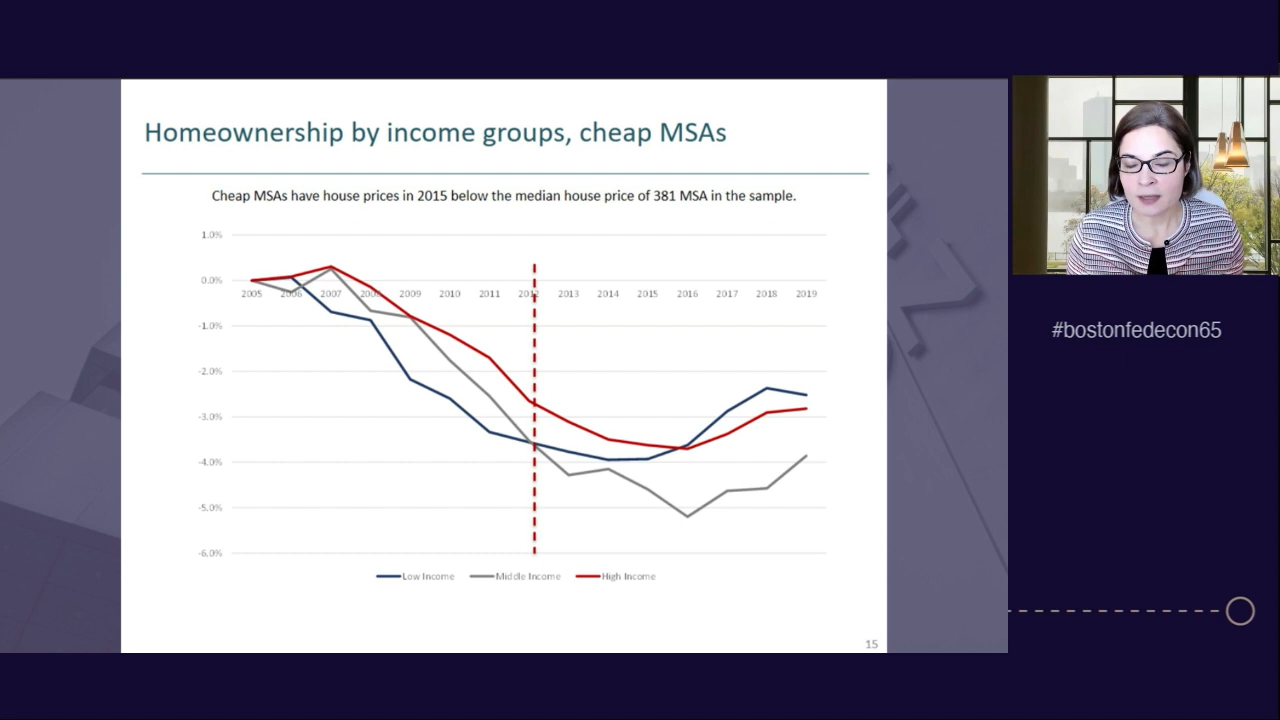 Homeownership by income groups, cheap MSAs
Cheap MSAs have house prices in 2015 below the median house price of 381 MSA in the sample.
1.0%
0.0%
2005 2006 2007 2008 2009 2010 2011 2012 2013 2014 2015 2016 2017 2018 2019
-1.0%
-2.0%
-3.0%
-4.0%
-5.0%
-6.0%
Low Income Middle Income High Income
15
#bostonfedecon65